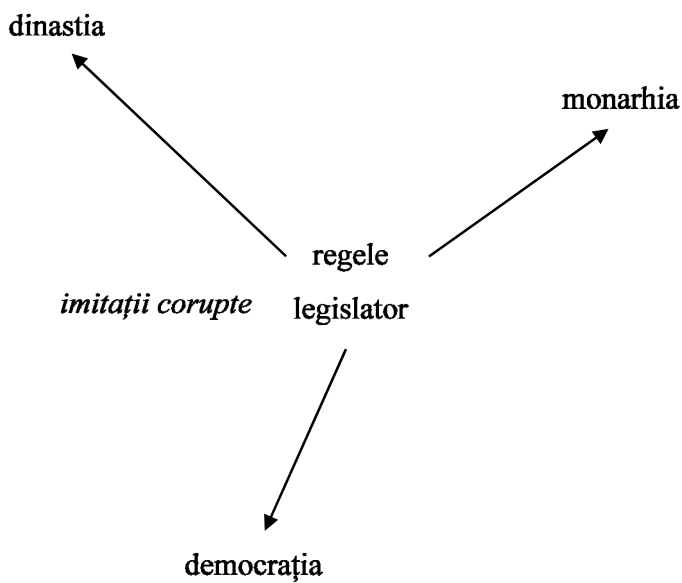 dinastia
monarhia
regele
imitații corupte
legislator
democrația